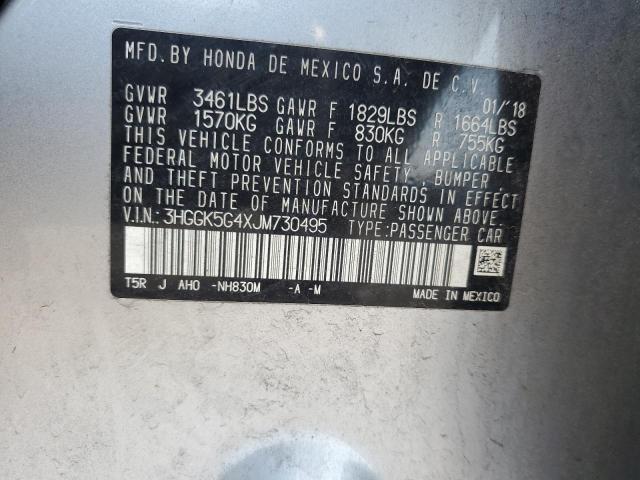 MFD. BY HONDA DE MEXICO S.A. DE C.V.
01/'18
GVWR 3461LBS GAWR F 1829LBS R 1664LBS
GVWR 1570KG GAWR F 830KG R 755KG
THIS VEHICLE CONFORMS TO ALL APPLICABLE
FEDERAL MOTOR VEHICLE SAFETY, BUMPER
AND THEFT PREVENTION STANDARDS IN EFFECT
ON THE DATE OF MANUFACTURE SHOWN ABOVE.
V.I.N.: 3HGGK5G4XJM730495 TYPE:PASSENGER CAR
T5R J AHO -NH830M -A -M
MADE IN MEXICO